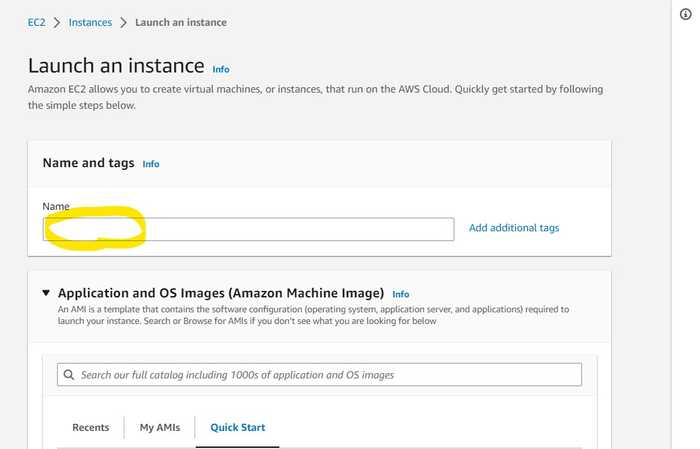 EC2 > Instances > Launch an instance
Launch an instance Info
Amazon EC2 allows you to create virtual machines, or instances, that run on the AWS Cloud. Quickly get started by following
the simple steps below.
Name and tags Info
Name
Add additional tags
Application and OS Images (Amazon Machine Image) Info
An AMI is a template that contains the software configuration (operating system, application server, and applications) required to
launch your instance. Search or Browse for AMIs if you don't see what you are looking for below
Search our full catalog including 1000s of application and OS images
Recents My AMIs Quick Start